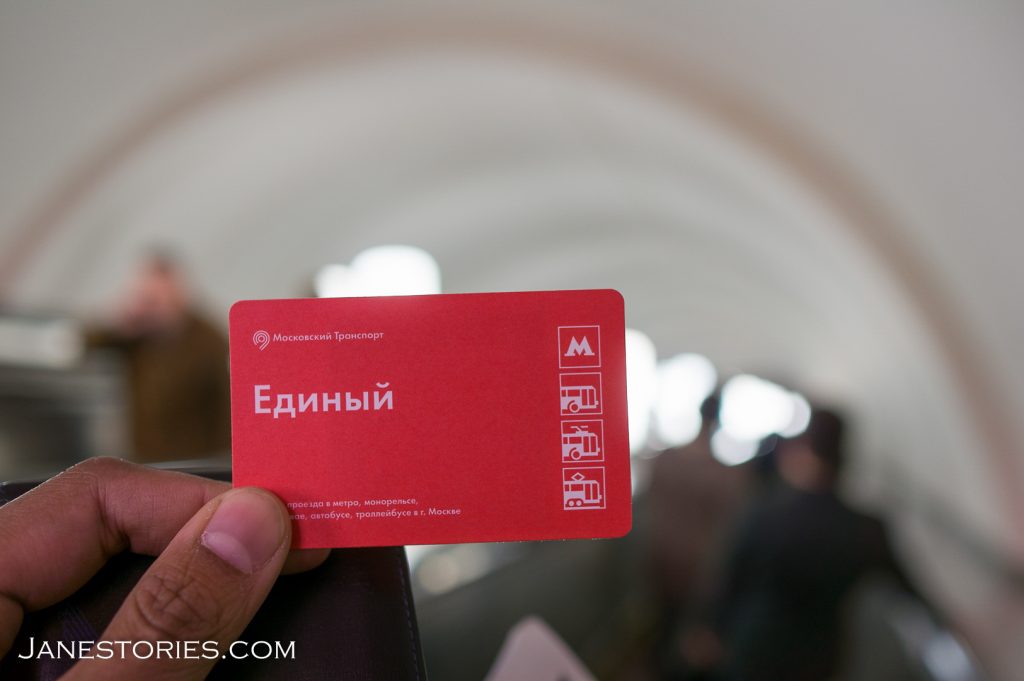 Московский Транспорт
Единый
проезда в метро, монорельсе,
автобусе, троллейбусе в г. Москве
М
JANESTORIES.COM